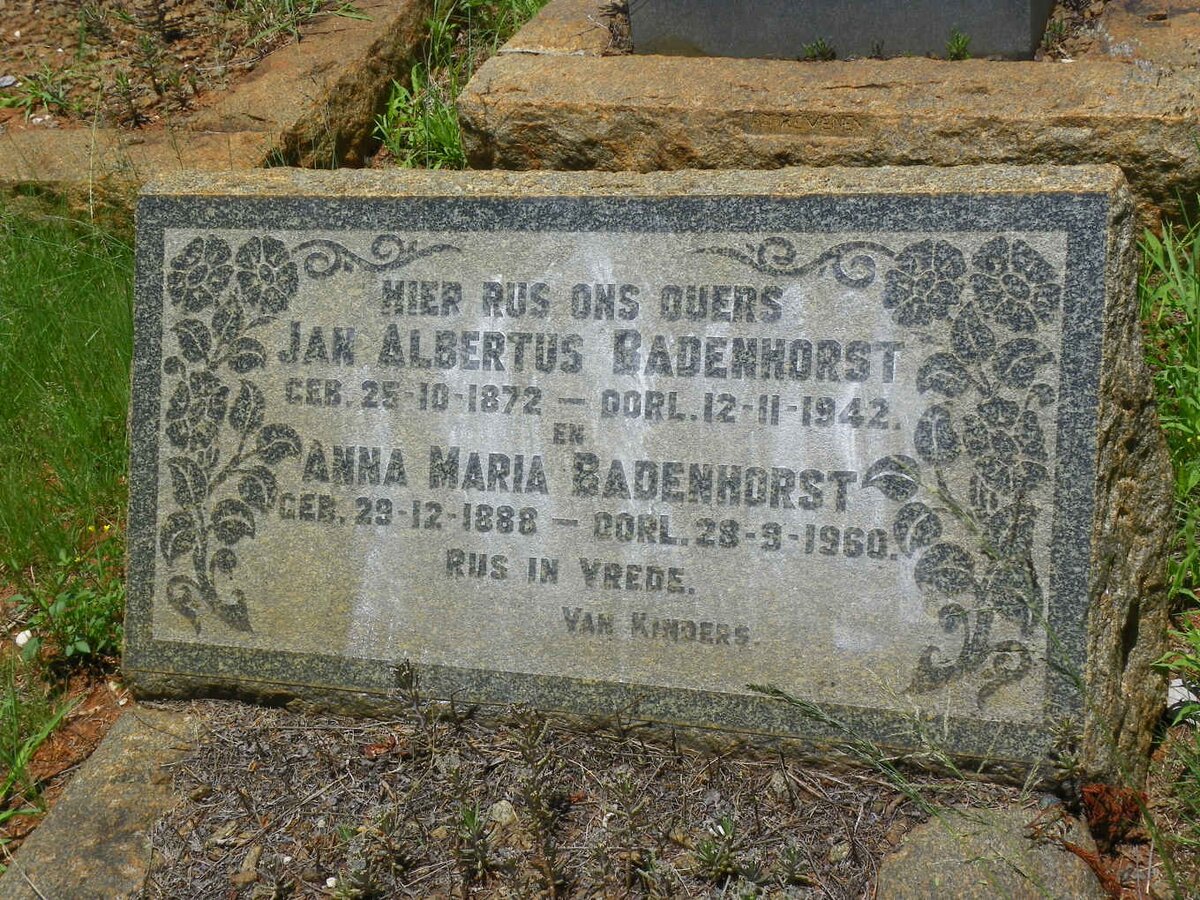 HIER RUS ONS OUERS
JAN ALBERTUS BADENHORST
GEB. 25-10-1872 — OORL. 12-11-1942.
EN
ANNA MARIA BADENHORST
GEB. 29-12-1888 — OORL. 28-9-1960.
RUS IN VREDE.
VAN KINDERS.